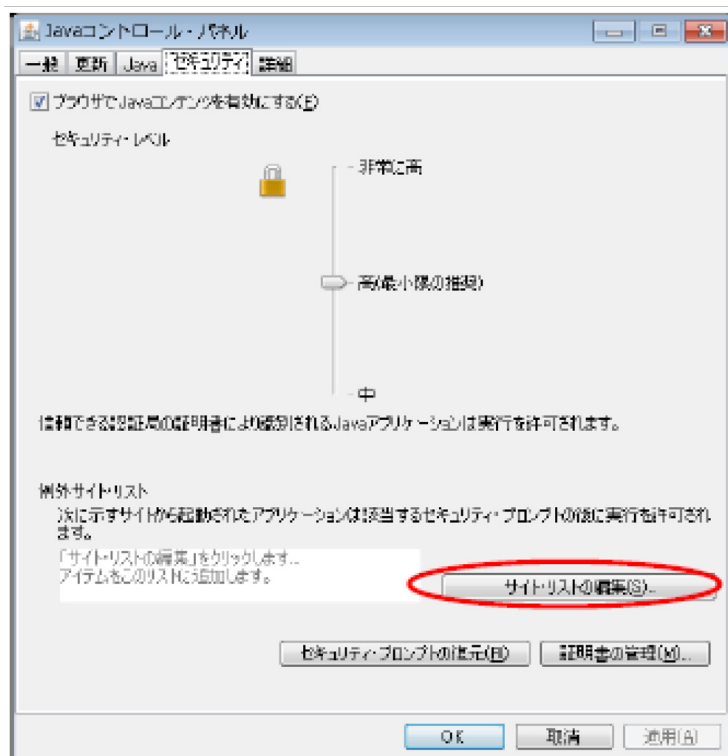 Javaコントロール・パネル
一般 更新 Java セキュリティ 詳細
ブラウザでJavaコンテンツを有効にする(E)
セキュリティ・レベル
- 非常に高
- 高(最小限の推奨)
- 中
信頼できる認証局の証明書により識別されるJavaアプリケーションは実行を許可されます。
例外サイト・リスト
次に示すサイトから起動されたアプリケーションは該当するセキュリティ・プロンプトの後に実行を許可され
ます。
「サイト・リストの編集」をクリックします...
アイテムをこのリストに追加します。
サイト・リストの編集(S)...
セキュリティ・プロンプトの復元(R) 証明書の管理(M)...
OK 取消 適用(A)